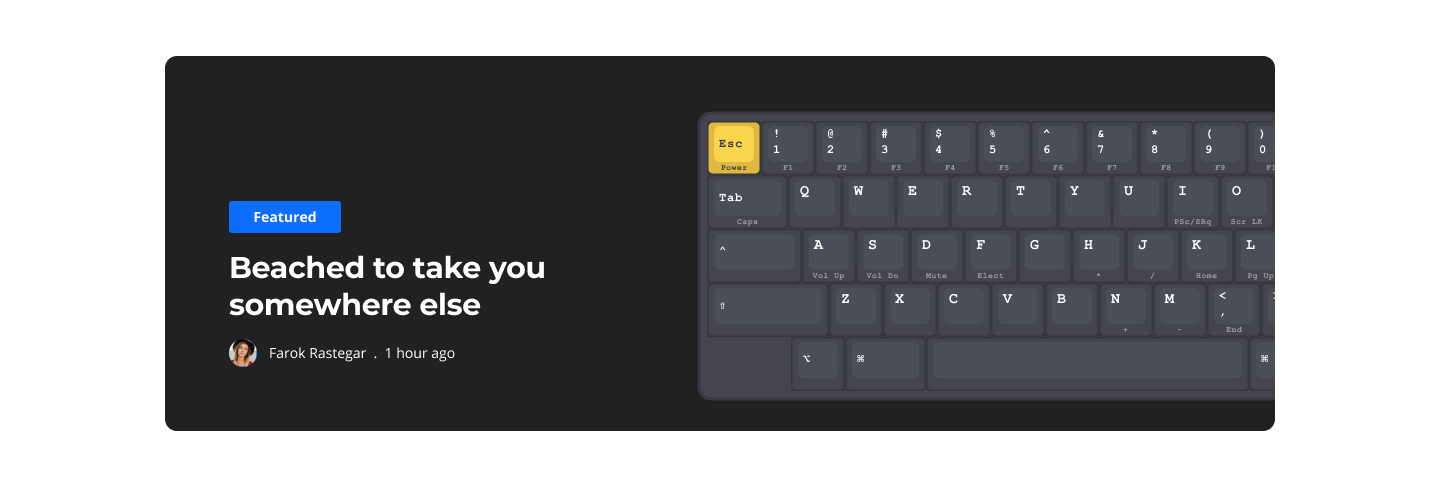 Featured
Beached to take you
somewhere else
Farok Rastegar . 1 hour ago
Esc ! 1 @ 2 # 3 $ 4 % 5 ^ 6 & 7 * 8 ( 9 ) 0
Power F1 F2 F3 F4 F5 F6 F7 F8 F9
Tab Q W E R T Y U I O
Caps PSc/SRq Scr LK
^ A S D F G H J K L
Vol Up Vol Dn Mute Elect * / Home Pg Up
⇧ Z X C V B N M < ,
+ - End
⌥ ⌘ ⌘